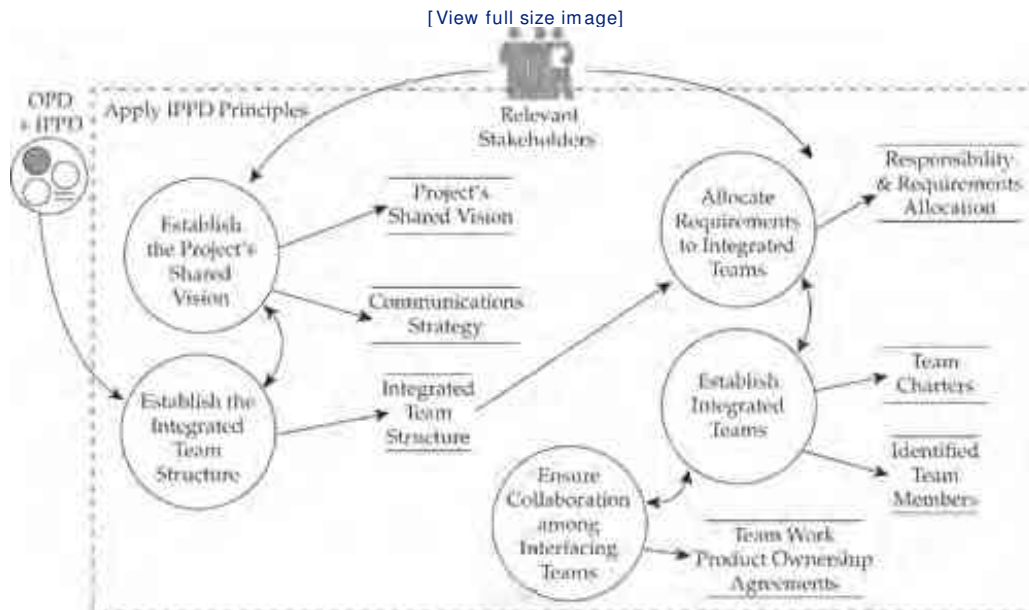 [View full size image]
OPD
+ IPPD
Apply IPPD Principles
Relevant
Stakeholders
Establish
the Project's
Shared
Vision
Project's
Shared Vision
Communications
Strategy
Establish the
Integrated
Team
Structure
Integrated
Team
Structure
Allocate
Requirements
to Integrated
Teams
Responsibility
& Requirements
Allocation
Establish
Integrated
Teams
Team
Charters
Identified
Team
Members
Ensure
Collaboration
among
Interfacing
Teams
Team Work
Product Ownership
Agreements